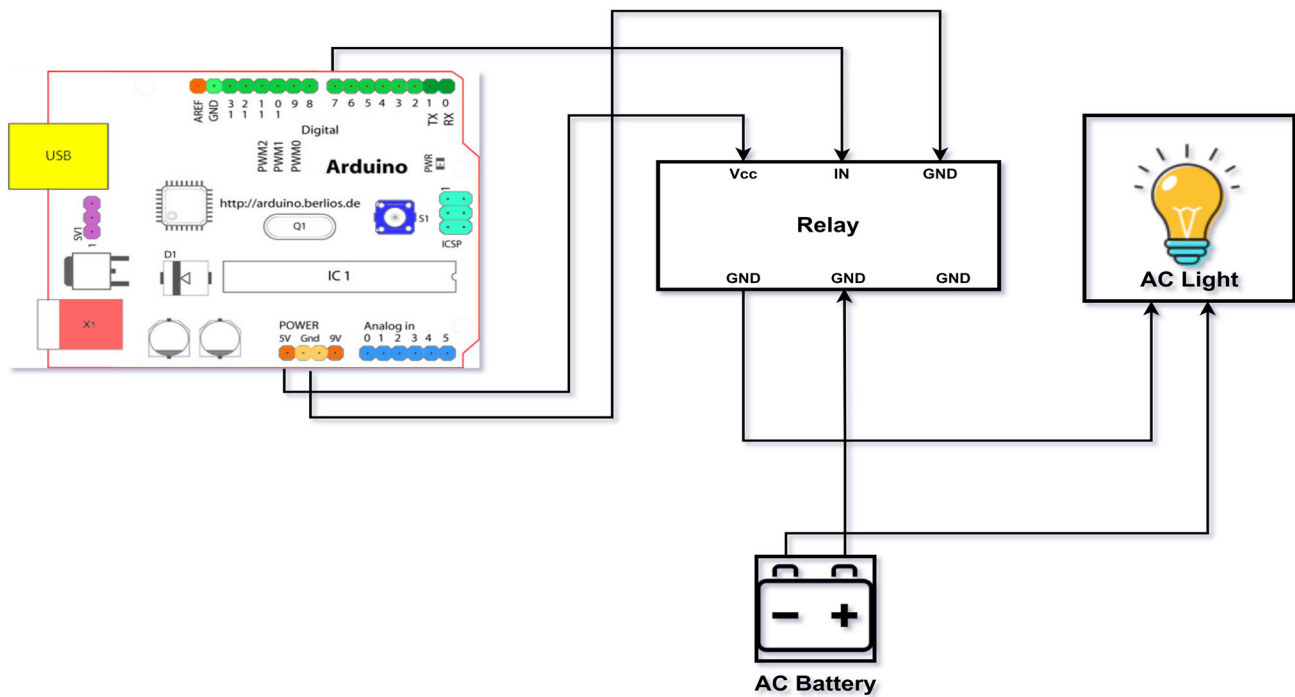 AREF
GND
13
12
11
10
9
8
7
6
5
4
3
2
1
0
TX
RX
Digital
PWM2
PWM1
PWM0
Arduino
PWR
USB
http://arduino.berlios.de
SV1
1
Q1
S1
1
ICSP
D1
IC 1
X1
POWER
5V Gnd 9V
Analog in
0 1 2 3 4 5
Vcc IN GND
Relay
GND GND GND
AC Light
AC Battery